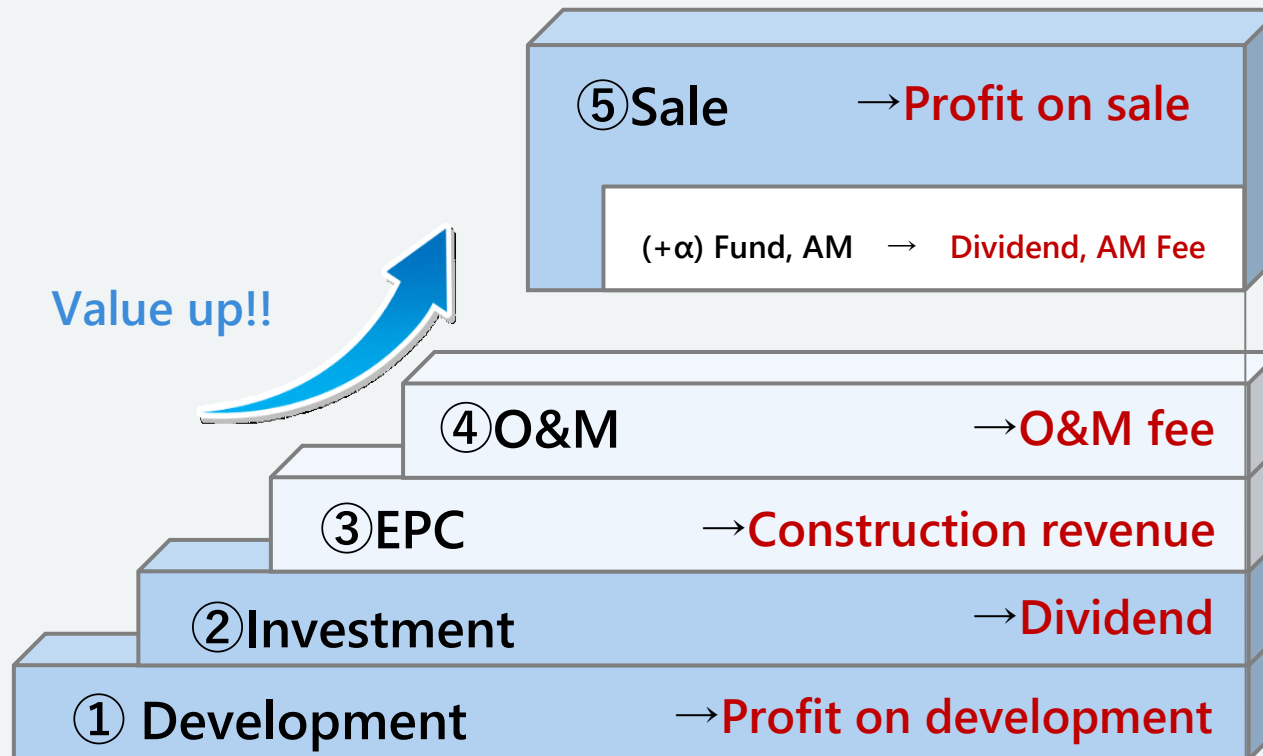 ⑤Sale →Profit on sale
(+α) Fund, AM → Dividend, AM Fee
Value up!!
④O&M →O&M fee
③EPC →Construction revenue
②Investment →Dividend
① Development →Profit on development